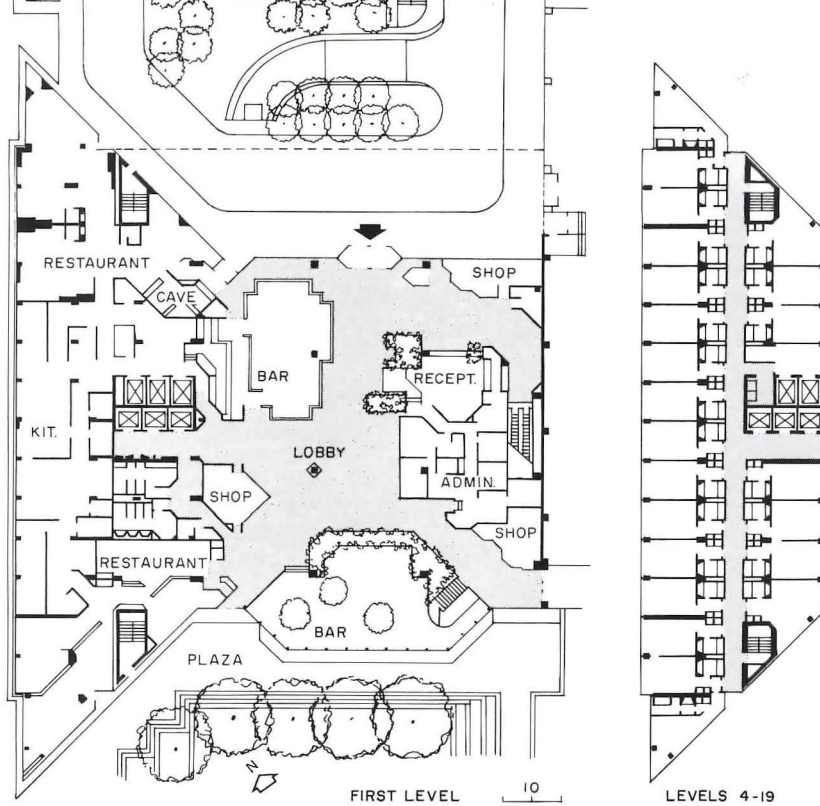 RESTAURANT
CAVE
SHOP
BAR
RECEPT.
KIT.
LOBBY
SHOP
ADMIN.
SHOP
RESTAURANT
BAR
PLAZA
N
FIRST LEVEL
10
LEVELS 4-19